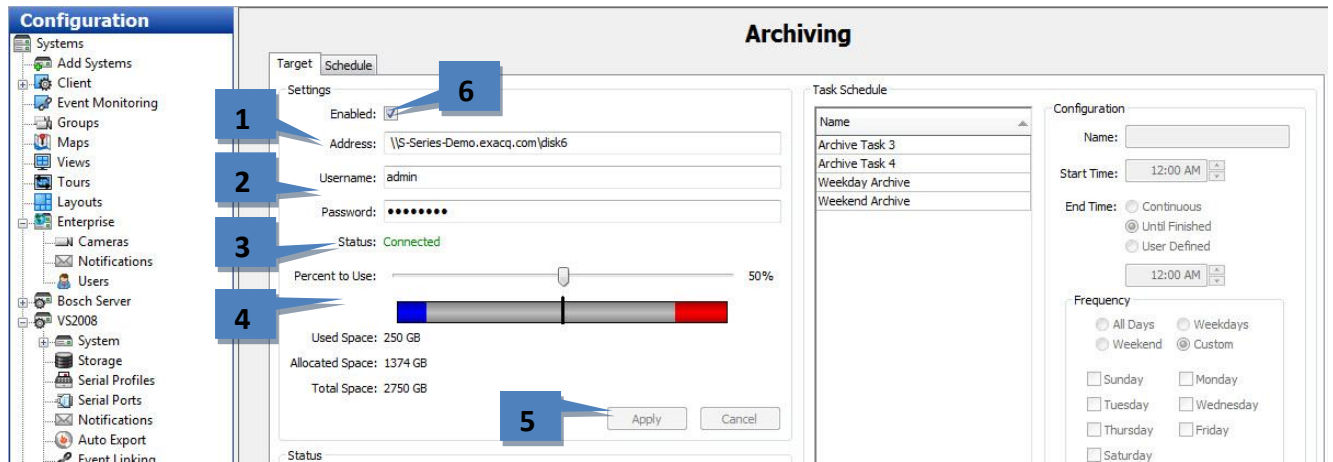 Configuration
Systems
Add Systems
Client
Event Monitoring
Groups
Maps
Views
Tours
Layouts
Enterprise
Cameras
Notifications
Users
Bosch Server
VS2008
System
Storage
Serial Profiles
Serial Ports
Notifications
Auto Export
Event Linking
Archiving
Target Schedule
Settings
6
Enabled:
1
Address: \\S-Series-Demo.exacq.com\disk6
2
Username: admin
Password: ••••••••
3
Status: Connected
Percent to Use: 50%
4
Used Space: 250 GB
Allocated Space: 1374 GB
Total Space: 2750 GB
5
Apply Cancel
Status
Task Schedule
Name
Archive Task 3
Archive Task 4
Weekday Archive
Weekend Archive
Configuration
Name:
Start Time: 12:00 AM
End Time: Continuous
Until Finished
User Defined
12:00 AM
Frequency
All Days Weekdays
Weekend Custom
Sunday Monday
Tuesday Wednesday
Thursday Friday
Saturday